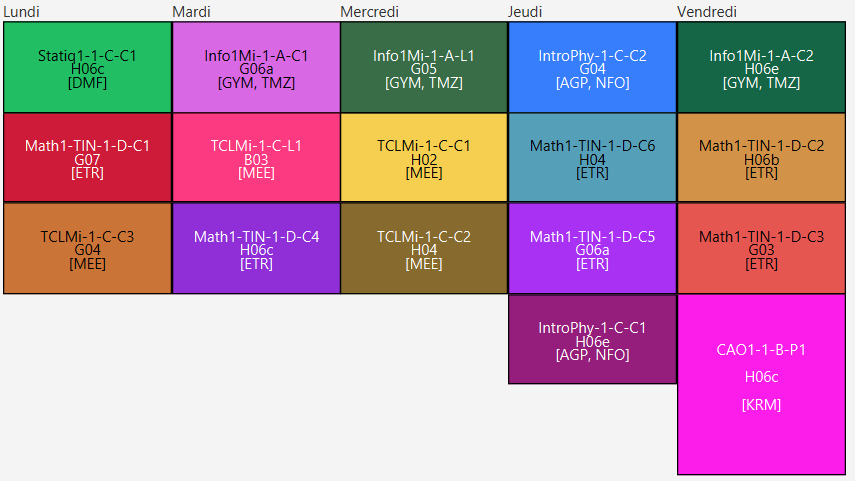 Lundi
Mardi
Mercredi
Jeudi
Vendredi
Statiq1-1-C-C1
H06c
[DMF]
Info1Mi-1-A-C1
G06a
[GYM, TMZ]
Info1Mi-1-A-L1
G05
[GYM, TMZ]
IntroPhy-1-C-C2
G04
[AGP, NFO]
Info1Mi-1-A-C2
H06e
[GYM, TMZ]
Math1-TIN-1-D-C1
G07
[ETR]
TCLMi-1-C-L1
B03
[MEE]
TCLMi-1-C-C1
H02
[MEE]
Math1-TIN-1-D-C6
H04
[ETR]
Math1-TIN-1-D-C2
H06b
[ETR]
TCLMi-1-C-C3
G04
[MEE]
Math1-TIN-1-D-C4
H06c
[ETR]
TCLMi-1-C-C2
H04
[MEE]
Math1-TIN-1-D-C5
G06a
[ETR]
Math1-TIN-1-D-C3
G03
[ETR]
IntroPhy-1-C-C1
H06e
[AGP, NFO]
CAO1-1-B-P1
H06c
[KRM]